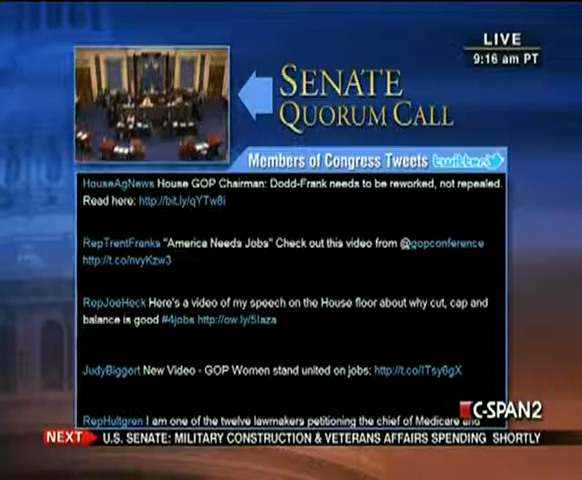 LIVE
9:16 am PT
SENATE
QUORUM CALL
Members of Congress Tweets twitter
HouseAgNews House GOP Chairman: Dodd-Frank needs to be reworked, not repealed.
Read here: http://bit.ly/qYTw8i
RepTrentFranks "America Needs Jobs" Check out this video from @gopconference
http://t.co/nvyKzw3
RepJoeHeck Here's a video of my speech on the House floor about why cut, cap and
balance is good #4jobs http://ow.ly/5Iaza
JudyBiggert New Video - GOP Women stand united on jobs: http://t.co/ITsy6gX
RepHultgren I am one of the twelve lawmakers petitioning the chief of Medicare and
C-SPAN2
NEXT U.S. SENATE: MILITARY CONSTRUCTION & VETERANS AFFAIRS SPENDING SHORTLY